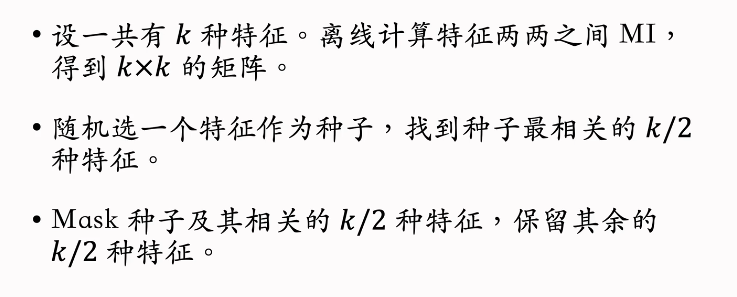 • 设一共有 k 种特征。离线计算特征两两之间 MI，
得到 k×k 的矩阵。
• 随机选一个特征作为种子，找到种子最相关的 k/2
种特征。
• Mask 种子及其相关的 k/2 种特征，保留其余的
k/2 种特征。